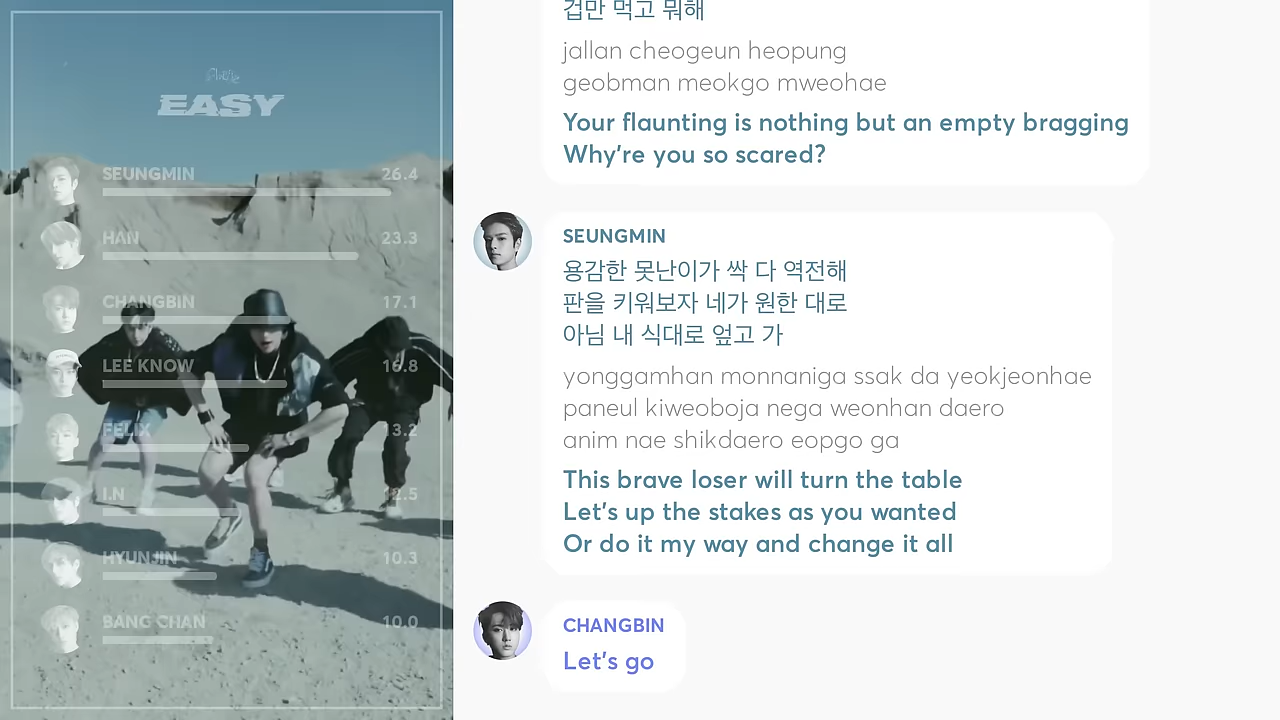 EASY
SEUNGMIN 26.4
HAN 23.3
CHANGBIN 17.1
LEE KNOW 16.8
FELIX 13.2
I.N 12.5
HYUNJIN 10.3
BANG CHAN 10.0
겁만 먹고 뭐해
jallan cheogeun heopung
geobman meokgo mweohae
Your flaunting is nothing but an empty bragging
Why're you so scared?
SEUNGMIN
용감한 못난이가 싹 다 역전해
판을 키워보자 네가 원한 대로
아님 내 식대로 엎고 가
yonggamhan monnaniga ssak da yeokjeonhae
paneul kiweoboja nega weonhan daero
anim nae shikdaero eopgo ga
This brave loser will turn the table
Let's up the stakes as you wanted
Or do it my way and change it all
CHANGBIN
Let's go